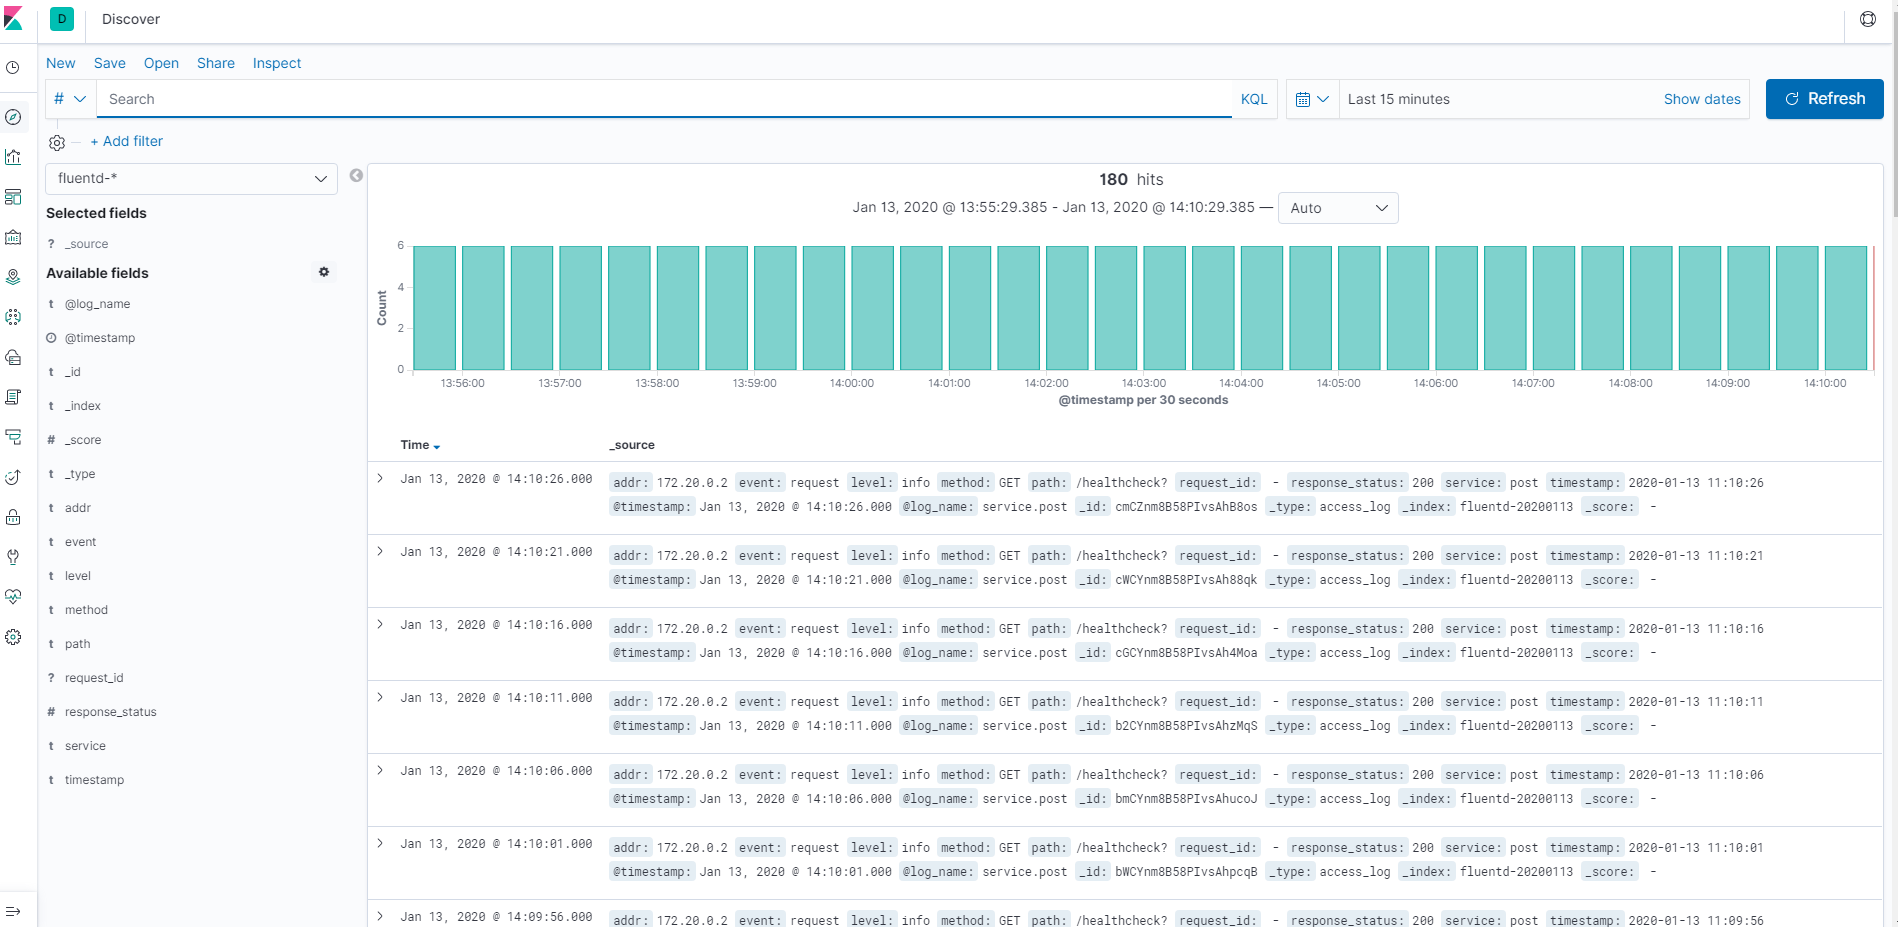 D Discover
New Save Open Share Inspect
# Search KQL Last 15 minutes Show dates Refresh
+ Add filter
fluentd-*
180 hits
Jan 13, 2020 @ 13:55:29.385 - Jan 13, 2020 @ 14:10:29.385 — Auto
Selected fields
? _source
Available fields
t @log_name
@timestamp
t _id
t _index
# _score
t _type
t addr
t event
t level
t method
t path
? request_id
# response_status
t service
t timestamp
Count
6
4
2
0
13:56:00 13:57:00 13:58:00 13:59:00 14:00:00 14:01:00 14:02:00 14:03:00 14:04:00 14:05:00 14:06:00 14:07:00 14:08:00 14:09:00 14:10:00
@timestamp per 30 seconds
Time _source
Jan 13, 2020 @ 14:10:26.000 addr: 172.20.0.2 event: request level: info method: GET path: /healthcheck? request_id: - response_status: 200 service: post timestamp: 2020-01-13 11:10:26
@timestamp: Jan 13, 2020 @ 14:10:26.000 @log_name: service.post _id: cmCZnm8B58PIvsAhB8os _type: access_log _index: fluentd-20200113 _score: -
Jan 13, 2020 @ 14:10:21.000 addr: 172.20.0.2 event: request level: info method: GET path: /healthcheck? request_id: - response_status: 200 service: post timestamp: 2020-01-13 11:10:21
@timestamp: Jan 13, 2020 @ 14:10:21.000 @log_name: service.post _id: cWCYnm8B58PIvsAh88qk _type: access_log _index: fluentd-20200113 _score: -
Jan 13, 2020 @ 14:10:16.000 addr: 172.20.0.2 event: request level: info method: GET path: /healthcheck? request_id: - response_status: 200 service: post timestamp: 2020-01-13 11:10:16
@timestamp: Jan 13, 2020 @ 14:10:16.000 @log_name: service.post _id: cGCYnm8B58PIvsAh4Moa _type: access_log _index: fluentd-20200113 _score: -
Jan 13, 2020 @ 14:10:11.000 addr: 172.20.0.2 event: request level: info method: GET path: /healthcheck? request_id: - response_status: 200 service: post timestamp: 2020-01-13 11:10:11
@timestamp: Jan 13, 2020 @ 14:10:11.000 @log_name: service.post _id: b2CYnm8B58PIvsAhzMqS _type: access_log _index: fluentd-20200113 _score: -
Jan 13, 2020 @ 14:10:06.000 addr: 172.20.0.2 event: request level: info method: GET path: /healthcheck? request_id: - response_status: 200 service: post timestamp: 2020-01-13 11:10:06
@timestamp: Jan 13, 2020 @ 14:10:06.000 @log_name: service.post _id: bmCYnm8B58PIvsAhucoJ _type: access_log _index: fluentd-20200113 _score: -
Jan 13, 2020 @ 14:10:01.000 addr: 172.20.0.2 event: request level: info method: GET path: /healthcheck? request_id: - response_status: 200 service: post timestamp: 2020-01-13 11:10:01
@timestamp: Jan 13, 2020 @ 14:10:01.000 @log_name: service.post _id: bWCYnm8B58PIvsAhpcqB _type: access_log _index: fluentd-20200113 _score: -
Jan 13, 2020 @ 14:09:56.000 addr: 172.20.0.2 event: request level: info method: GET path: /healthcheck? request_id: - response_status: 200 service: post timestamp: 2020-01-13 11:09:56